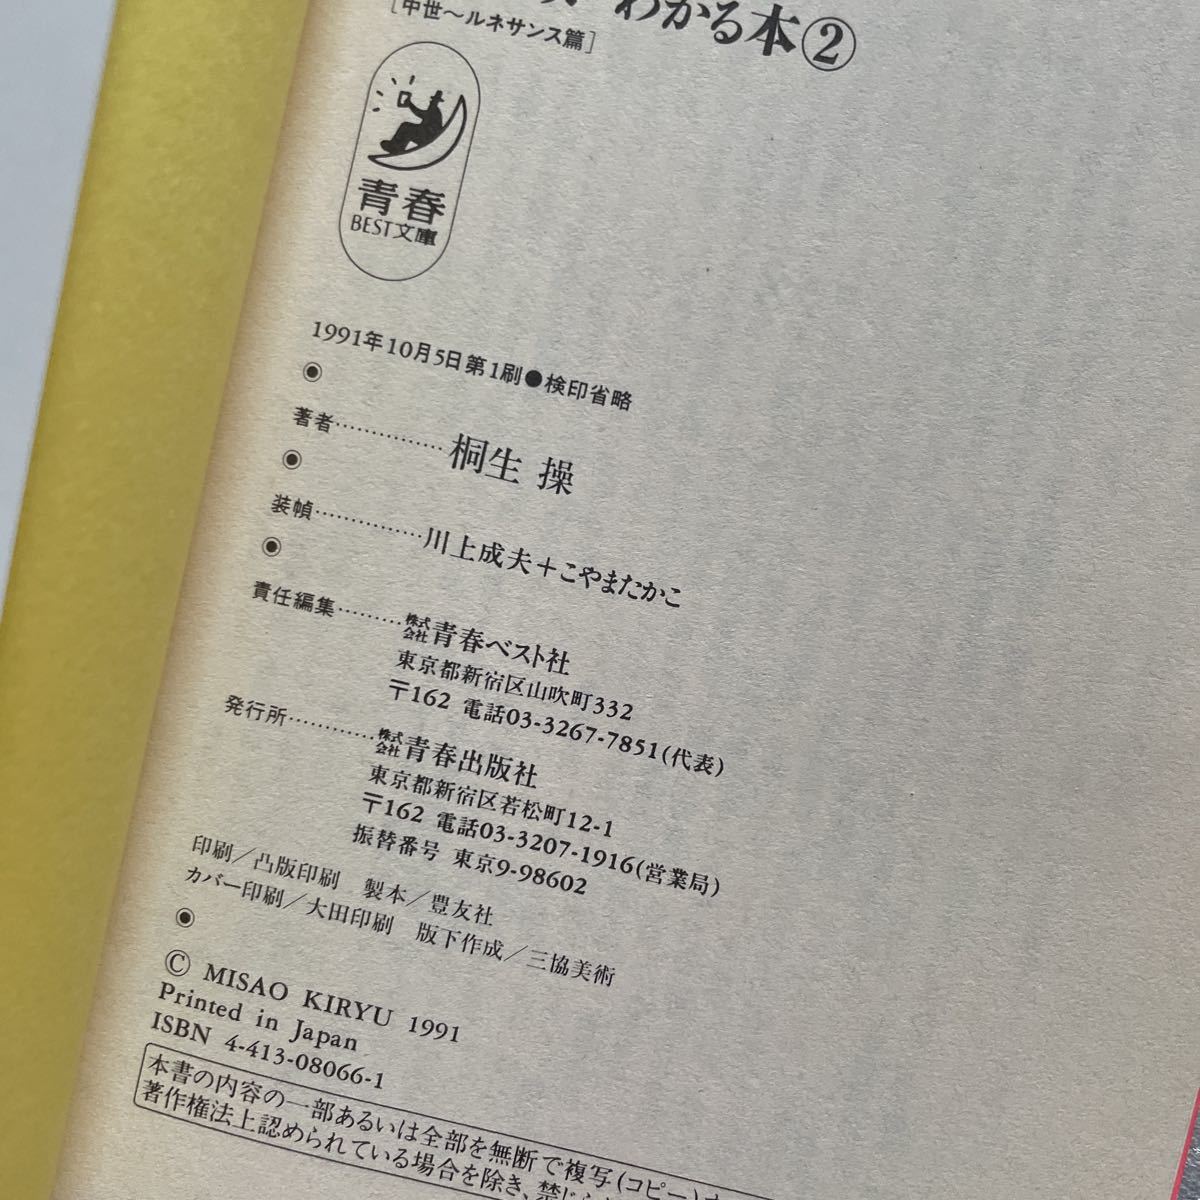 わかる本②
[中世〜ルネサンス篇]
青春
BEST文庫
1991年10月5日第1刷●検印省略
著者……………桐生 操
装幀……………川上成夫＋こやまたかこ
責任編集………株式会社青春ベスト社
東京都新宿区山吹町332
〒162 電話03-3267-7851(代表)
発行所…………株式会社青春出版社
東京都新宿区若松町12-1
〒162 電話03-3207-1916(営業局)
振替番号 東京9-98602
印刷／凸版印刷 製本／豊友社
カバー印刷／大田印刷 版下作成／三協美術
© MISAO KIRYU 1991
Printed in Japan
ISBN 4-413-08066-1
本書の内容の一部あるいは全部を無断で複写(コピー)す
著作権法上認められている場合を除き、禁じら